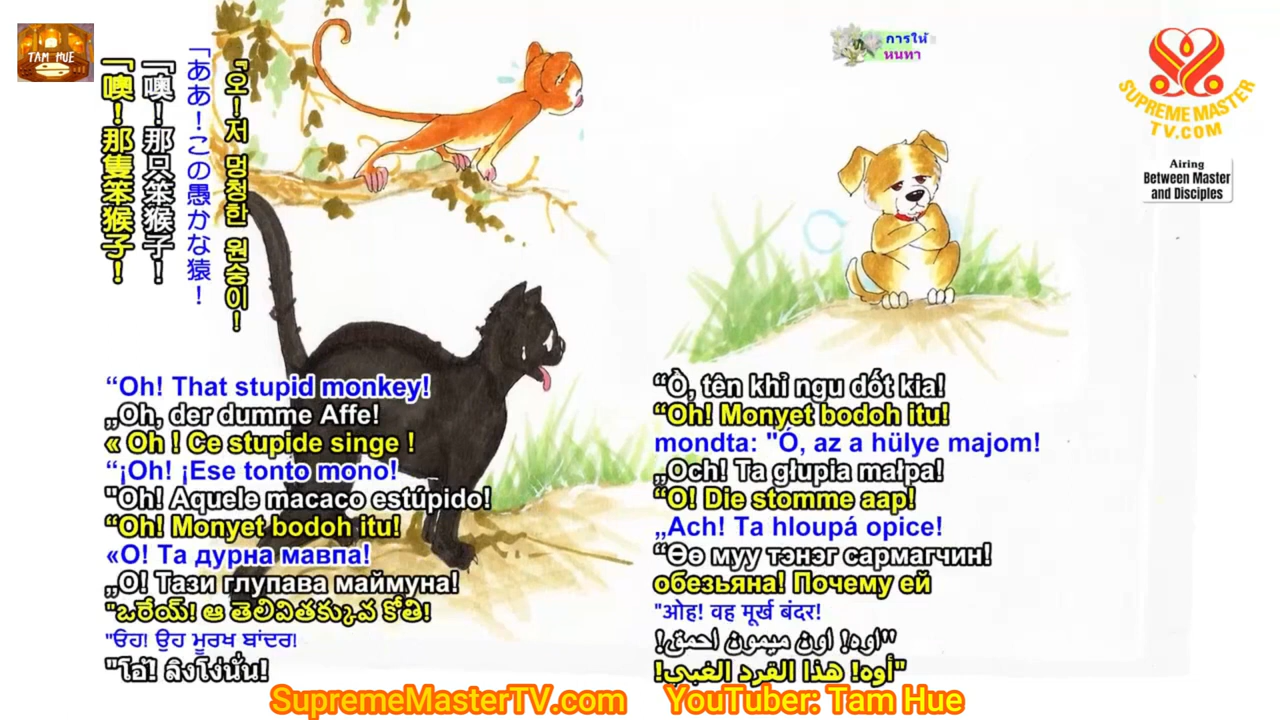 TAM HUE
「噢！那隻笨猴子！
「噢！那只笨猴子！
「ああ！この愚かな猿！
『오！저 멍청한 원숭이！
การให้
หนทา
SUPREME MASTER
TV.COM
Airing
Between Master
and Disciples
“Oh! That stupid monkey!
„Oh, der dumme Affe!
« Oh ! Ce stupide singe !
“¡Oh! ¡Ese tonto mono!
"Oh! Aquele macaco estúpido!
“Oh! Monyet bodoh itu!
«О! Та дурна мавпа!
„О! Тази глупава маймуна!
"ఒరేయ్! ఆ తెలివితక్కువ కోతి!
"ਓਹ! ਉਹ ਮੂਰਖ ਬਾਂਦਰ!
"โอ้! ลิงโง่นั่น!
“Ồ, tên khỉ ngu dốt kia!
“Oh! Monyet bodoh itu!
mondta: "Ó, az a hülye majom!
„Och! Ta głupia małpa!
“O! Die stomme aap!
„Ach! Ta hloupá opice!
“Өө муу тэнэг сармагчин!
обезьяна! Почему ей
"ओह! वह मूर्ख बंदर!
"اوه! اون میمون احمق!
"أوه! هذا القرد الغبي!
SupremeMasterTV.com YouTuber: Tam Hue